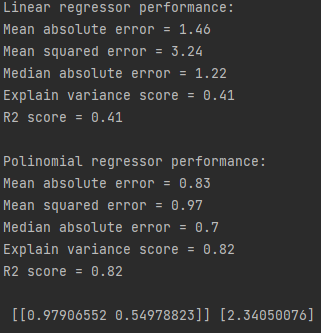 Linear regressor performance:
Mean absolute error = 1.46
Mean squared error = 3.24
Median absolute error = 1.22
Explain variance score = 0.41
R2 score = 0.41
Polinomial regressor performance:
Mean absolute error = 0.83
Mean squared error = 0.97
Median absolute error = 0.7
Explain variance score = 0.82
R2 score = 0.82
[[0.97906552 0.54978823]] [2.34050076]